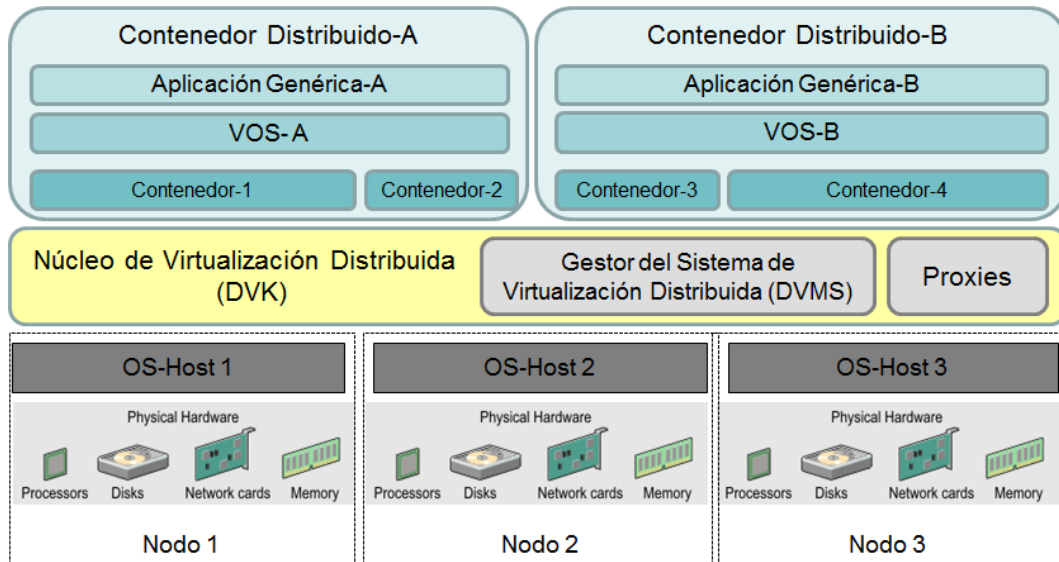 Contenedor Distribuido-A
Aplicación Genérica-A
VOS- A
Contenedor-1
Contenedor-2
Contenedor Distribuido-B
Aplicación Genérica-B
VOS-B
Contenedor-3
Contenedor-4
Núcleo de Virtualización Distribuida
(DVK)
Gestor del Sistema de
Virtualización Distribuida (DVMS)
Proxies
OS-Host 1
Physical Hardware
Processors
Disks
Network cards
Memory
Nodo 1
OS-Host 2
Physical Hardware
Processors
Disks
Network cards
Memory
Nodo 2
OS-Host 3
Physical Hardware
Processors
Disks
Network cards
Memory
Nodo 3